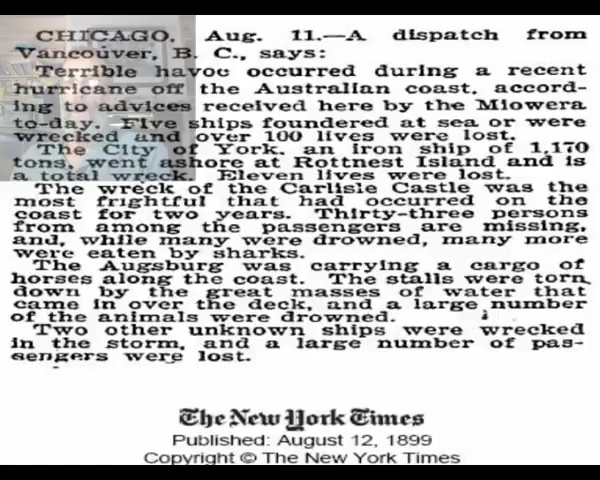 CHICAGO, Aug. 11.—A dispatch from
Vancouver, B. C., says:
Terrible havoc occurred during a recent
hurricane off the Australian coast, accord-
ing to advices received here by the Miowera
to-day. Five ships foundered at sea or were
wrecked and over 100 lives were lost.
The City of York, an iron ship of 1,170
tons, went ashore at Rottnest Island and is
a total wreck. Eleven lives were lost.
The wreck of the Carlisle Castle was the
most frightful that had occurred on the
coast for two years. Thirty-three persons
from among the passengers are missing,
and, while many were drowned, many more
were eaten by sharks.
The Augsburg was carrying a cargo of
horses along the coast. The stalls were torn
down by the great masses of water that
came in over the deck, and a large number
of the animals were drowned.
Two other unknown ships were wrecked
in the storm, and a large number of pas-
sengers were lost.
The New York Times
Published: August 12, 1899
Copyright © The New York Times